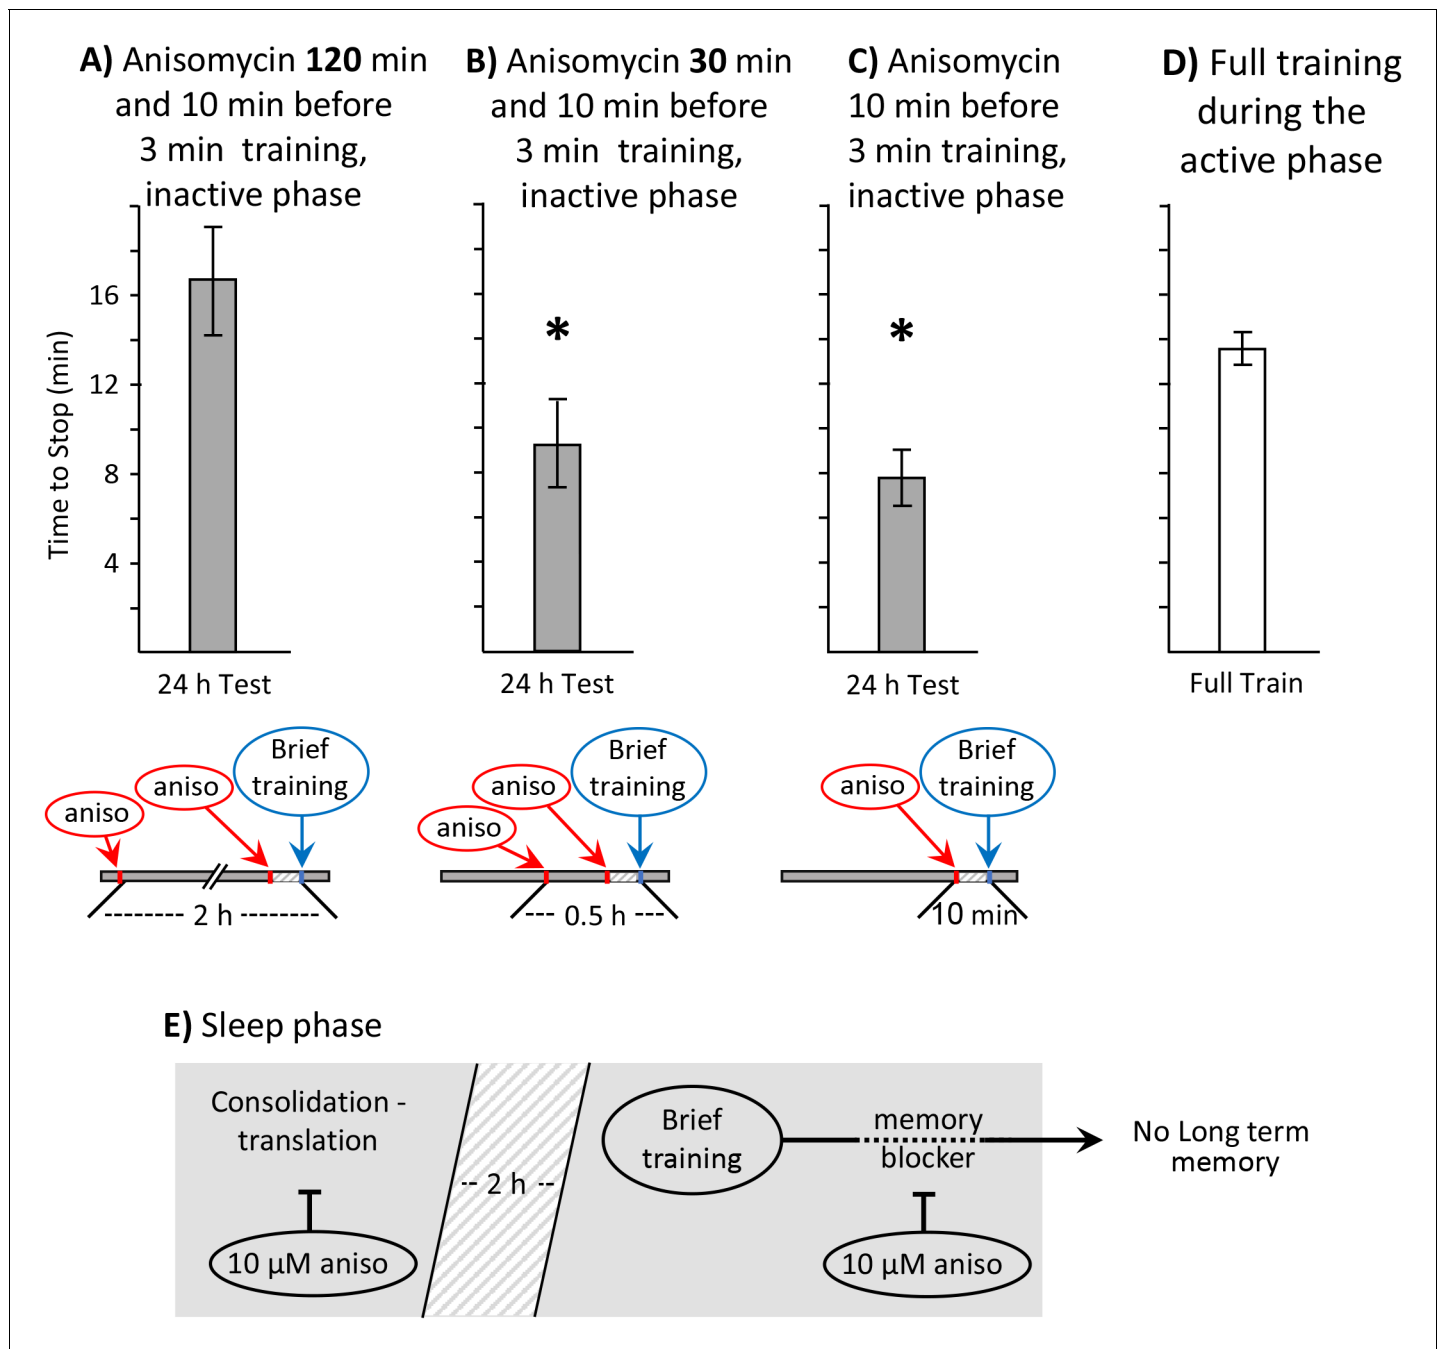 A) Anisomycin 120 min
and 10 min before
3 min training,
inactive phase
B) Anisomycin 30 min
and 10 min before
3 min training,
inactive phase
C) Anisomycin
10 min before
3 min training,
inactive phase
D) Full training
during the
active phase
Time to Stop (min)
16
12
8
4
*
*
24 h Test
24 h Test
24 h Test
Full Train
aniso
aniso
Brief
training
2 h
aniso
aniso
Brief
training
0.5 h
aniso
Brief
training
10 min
E) Sleep phase
Consolidation -
translation
10 µM aniso
-- 2 h --
Brief
training
memory
blocker
10 µM aniso
No Long term
memory